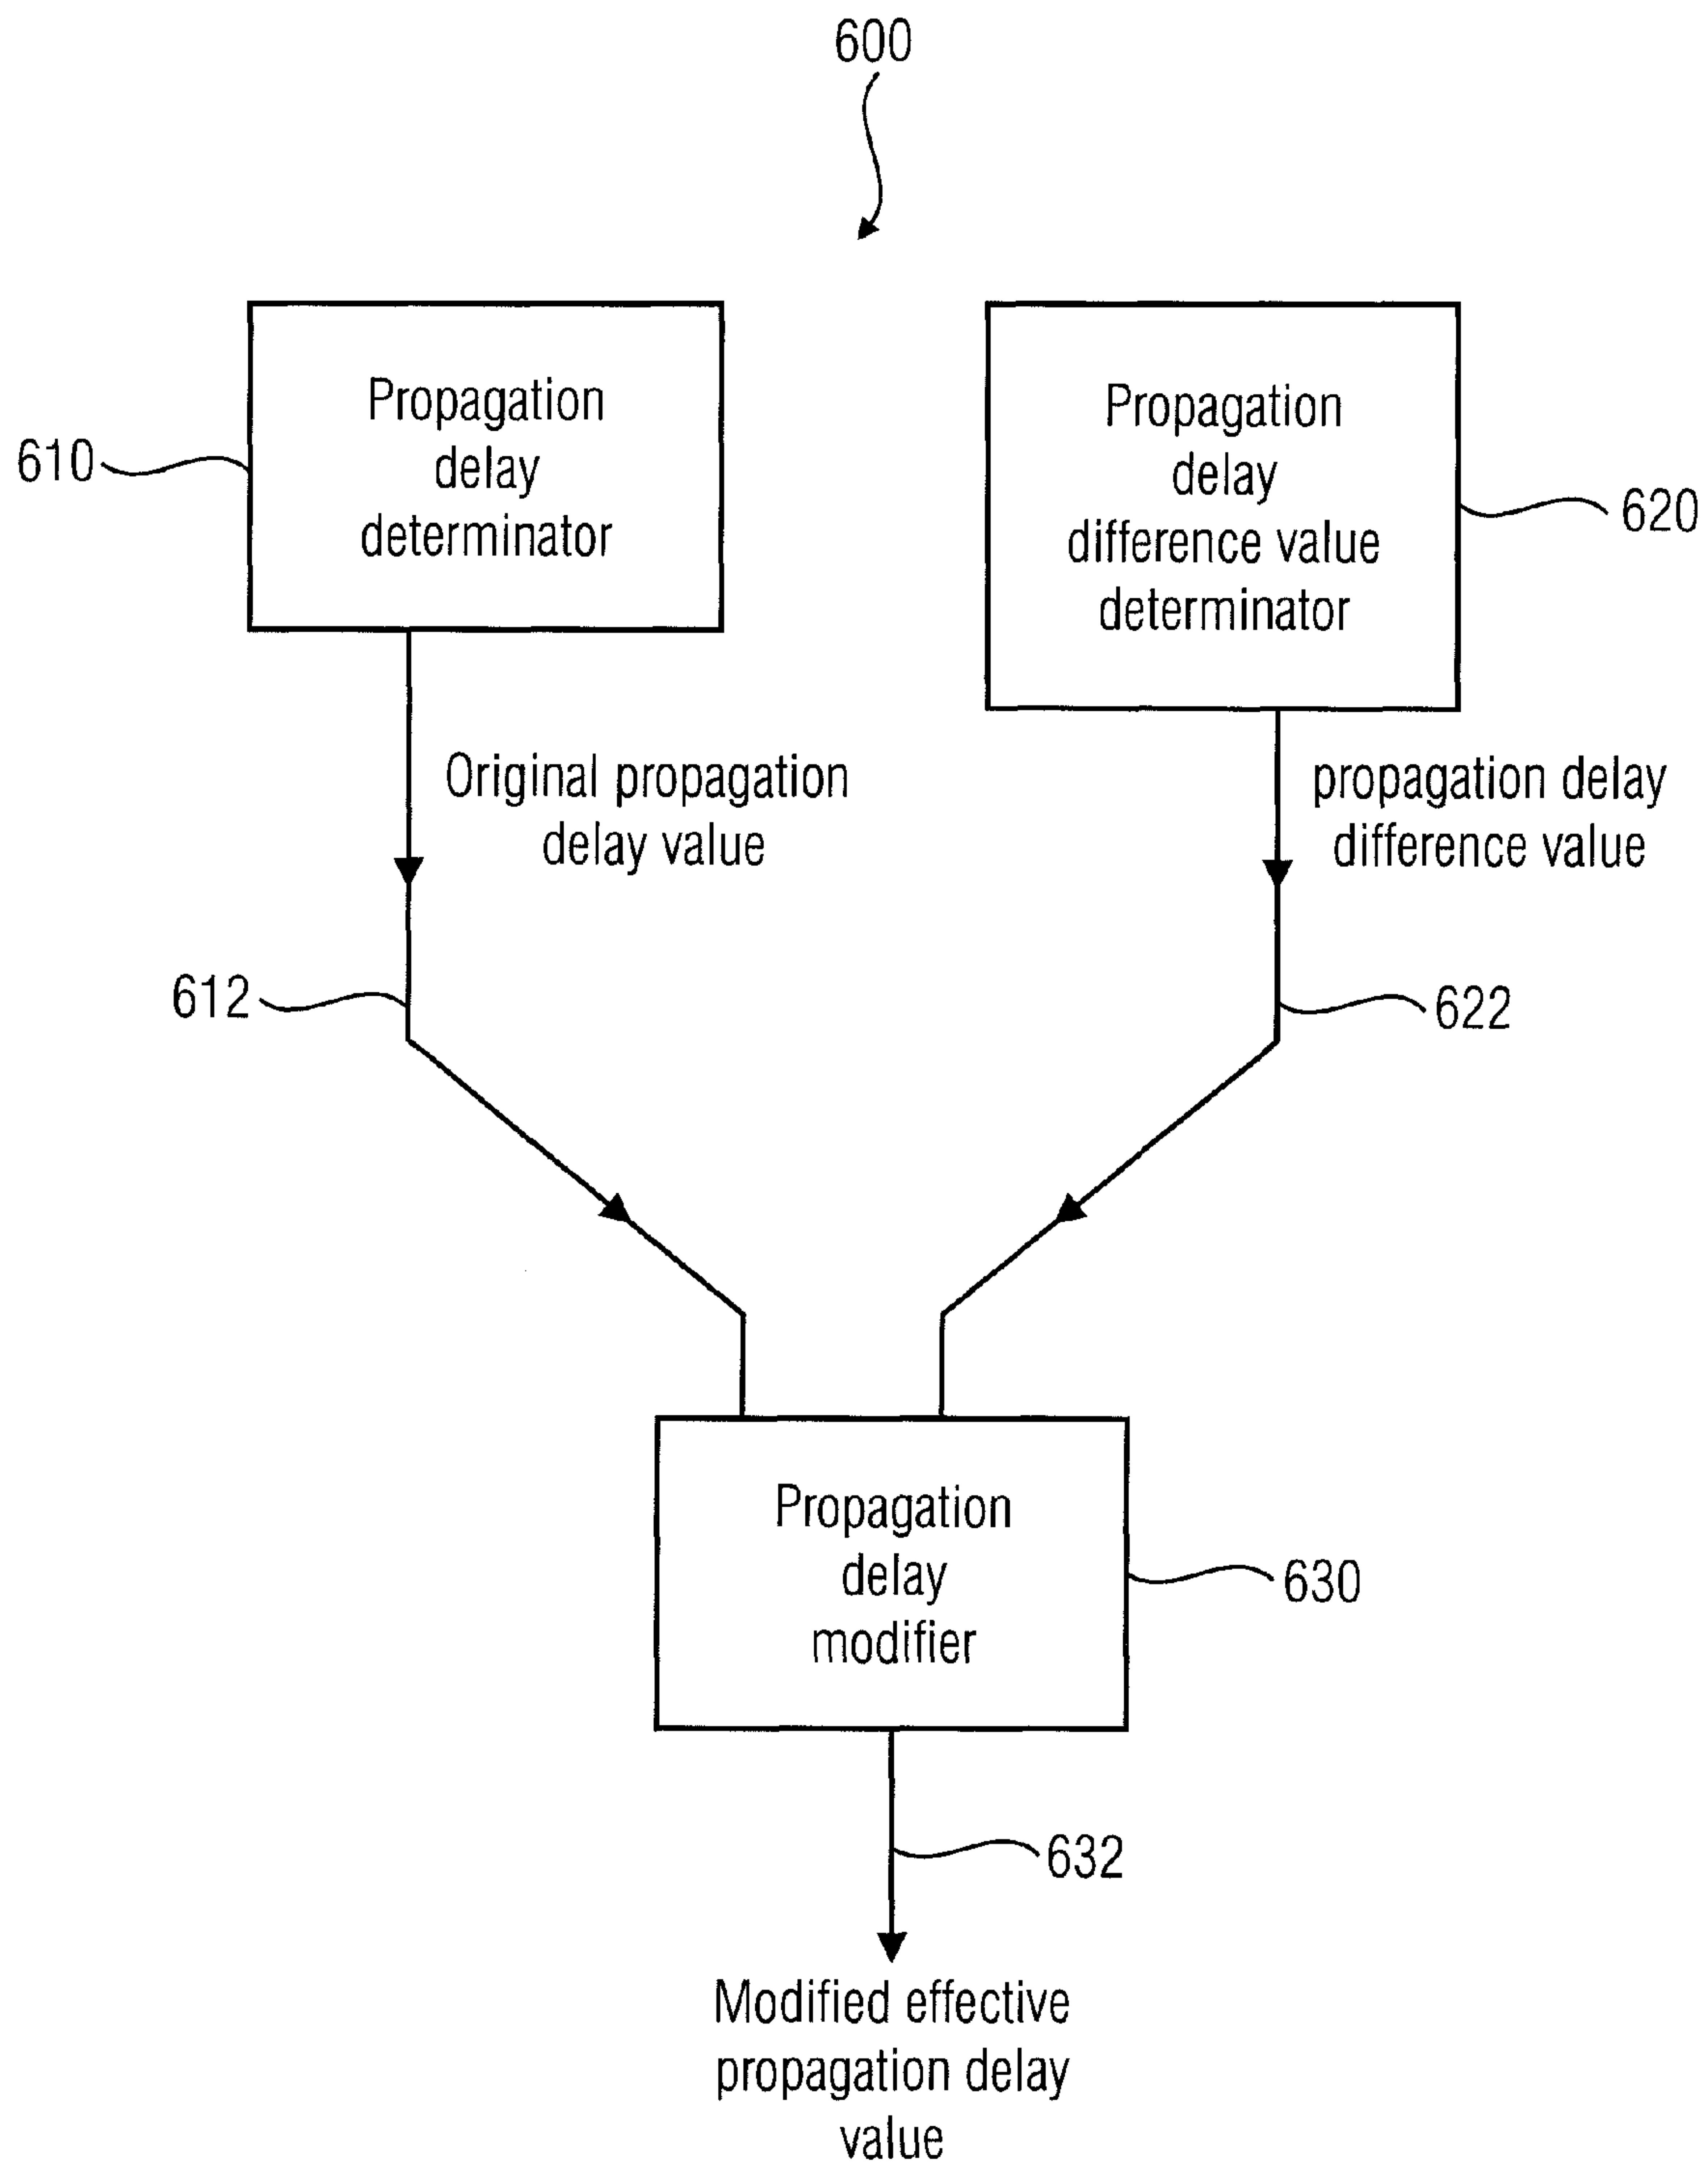 600
Propagation
delay
determinator
610
Propagation
delay
difference value
determinator
620
Original propagation
delay value
propagation delay
difference value
612
622
Propagation
delay
modifier
630
632
Modified effective
propagation delay
value